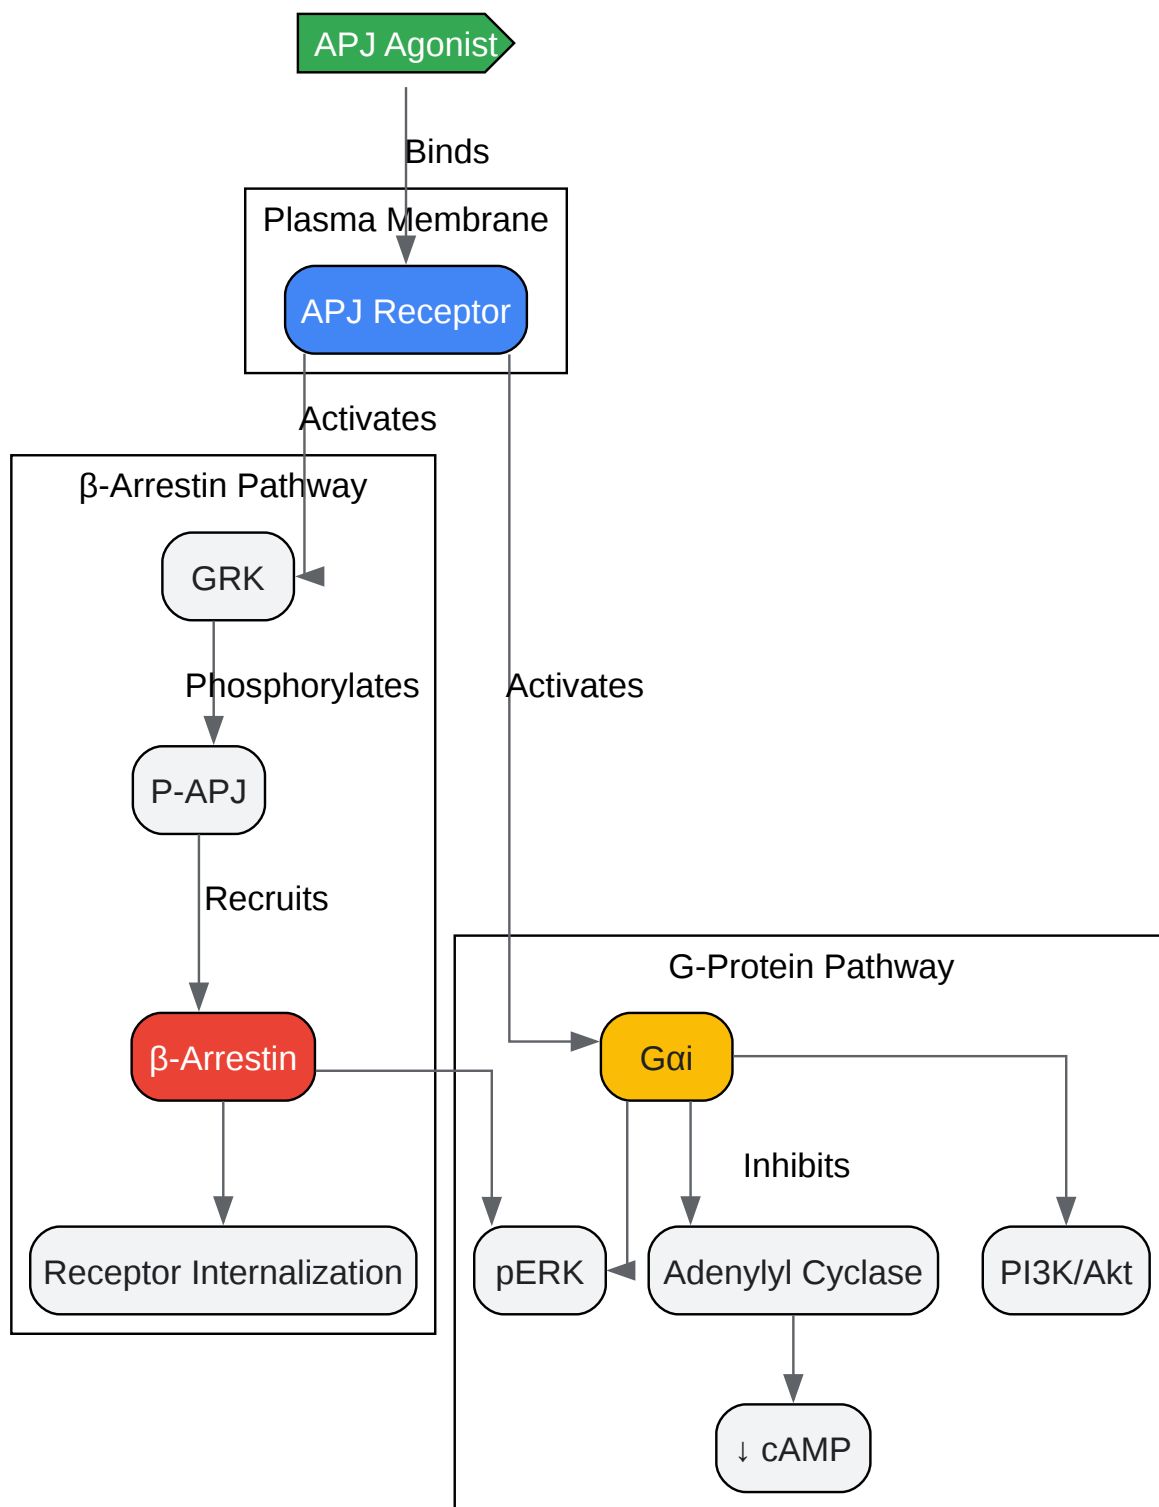 APJ Agonist
Binds
Plasma Membrane
APJ Receptor
Activates
β-Arrestin Pathway
GRK
Phosphorylates
Activates
P-APJ
Recruits
G-Protein Pathway
β-Arrestin
Gαi
Inhibits
Receptor Internalization
pERK
Adenylyl Cyclase
PI3K/Akt
↓ cAMP